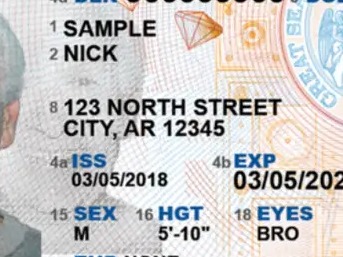 1 SAMPLE
2 NICK
8 123 NORTH STREET
CITY, AR 12345
4a ISS
03/05/2018
4b EXP
03/05/202
15 SEX
M
16 HGT
5'-10"
18 EYES
BRO
GREAT